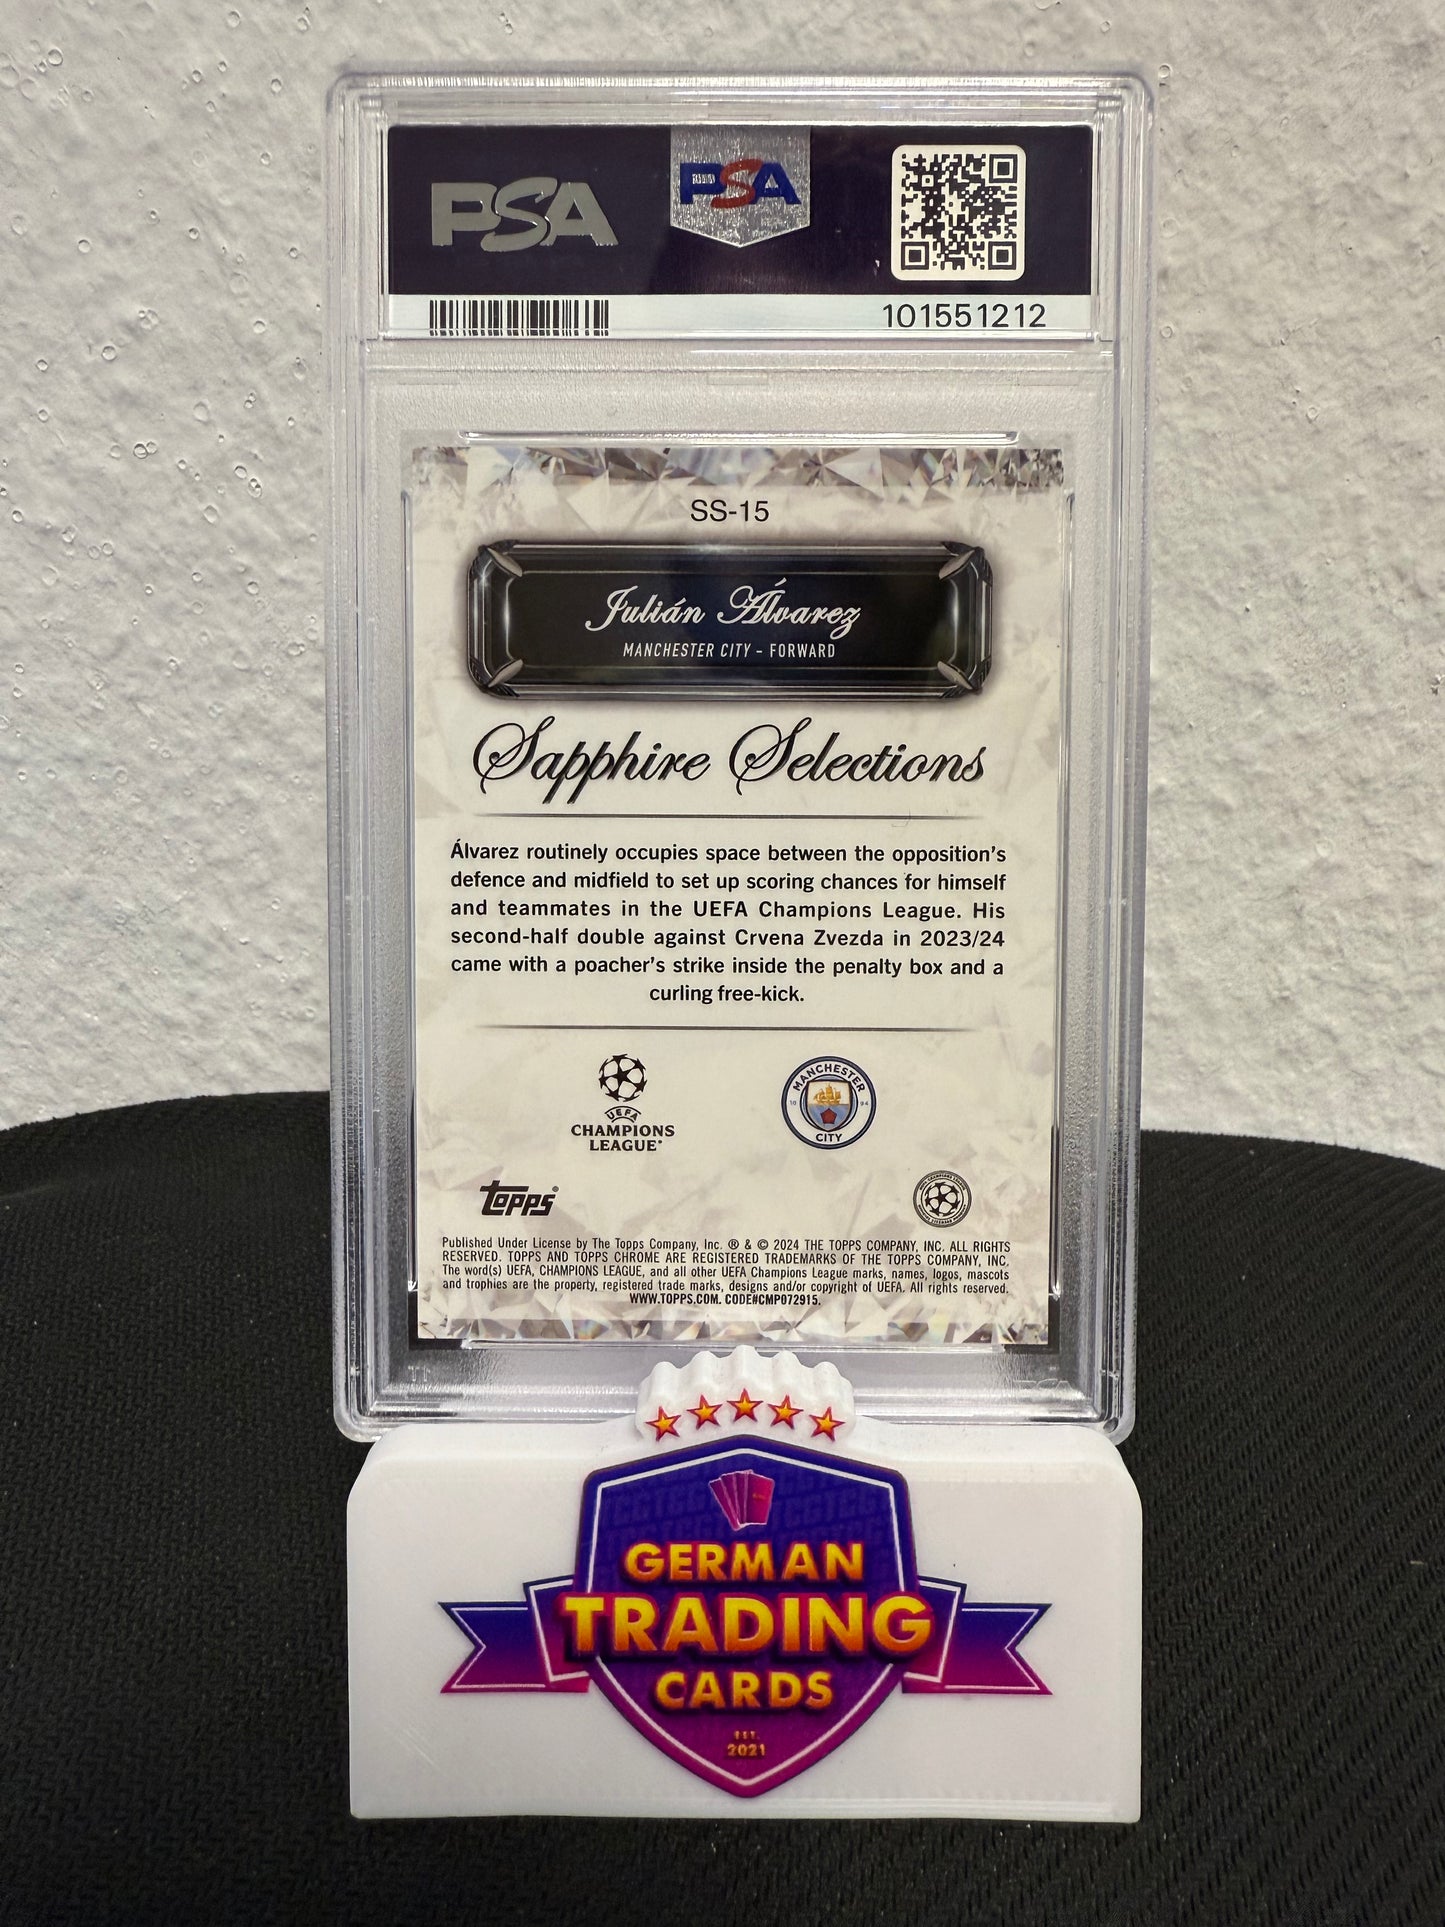 PSA
PSA
101551212
SS-15
Julián Álvarez
MANCHESTER CITY – FORWARD
Sapphire Selections
Álvarez routinely occupies space between the opposition's
defence and midfield to set up scoring chances for himself
and teammates in the UEFA Champions League. His
second-half double against Crvena Zvezda in 2023/24
came with a poacher's strike inside the penalty box and a
curling free-kick.
UEFA
CHAMPIONS
LEAGUE®
MANCHESTER
18 94
CITY
Topps®
Published Under License by The Topps Company, Inc. ® & © 2024 THE TOPPS COMPANY, INC. ALL RIGHTS
RESERVED. TOPPS AND TOPPS CHROME ARE REGISTERED TRADEMARKS OF THE TOPPS COMPANY, INC.
The word(s) UEFA, CHAMPIONS LEAGUE, and all other UEFA Champions League marks, names, logos, mascots
and trophies are the property, registered trade marks, designs and/or copyright of UEFA. All rights reserved.
WWW.TOPPS.COM. CODE#CMP072915.
GERMAN
TRADING
CARDS
EST.
2021